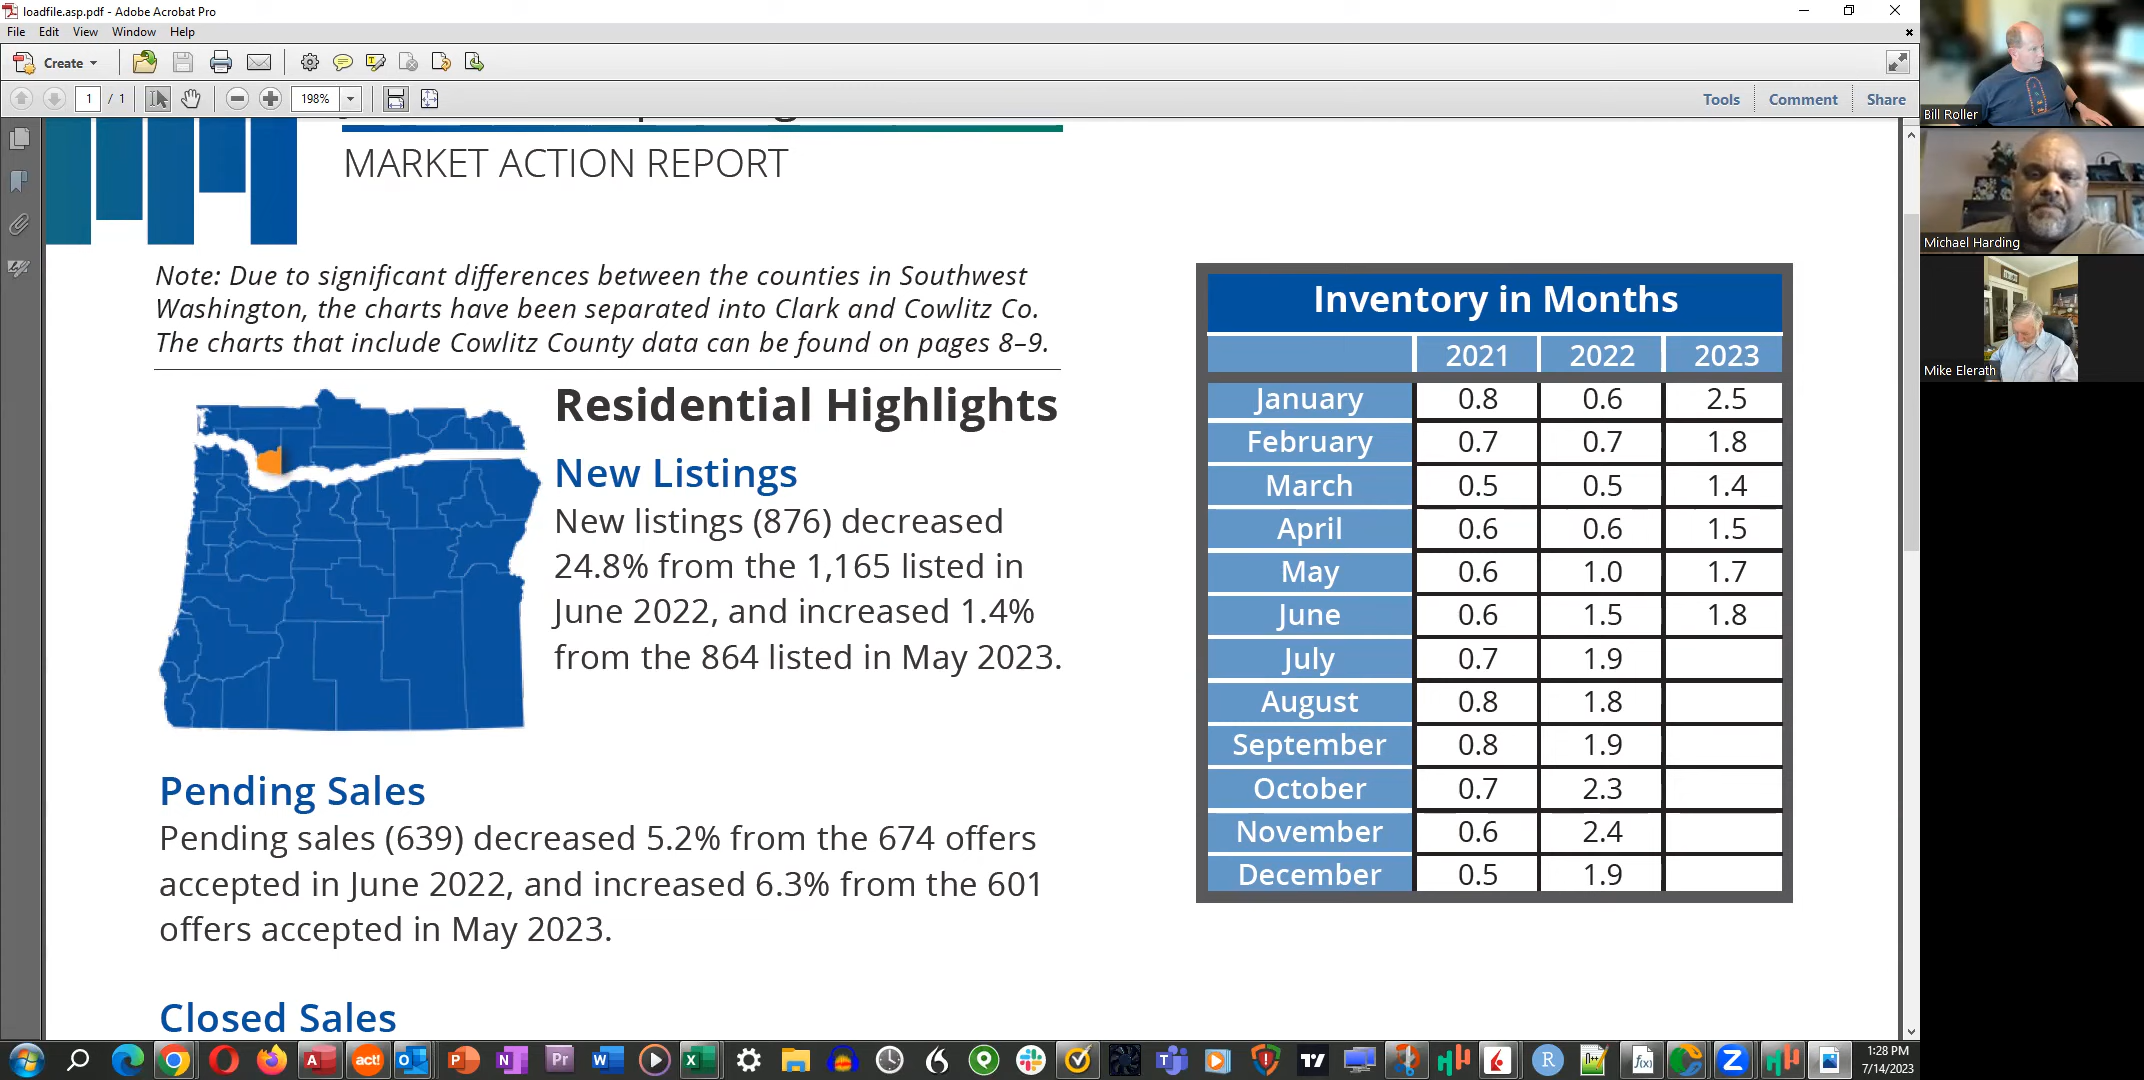 loadfile.asp.pdf - Adobe Acrobat Pro
File Edit View Window Help
Create
1 / 1
198%
Tools Comment Share
MARKET ACTION REPORT
Note: Due to significant differences between the counties in Southwest
Washington, the charts have been separated into Clark and Cowlitz Co.
The charts that include Cowlitz County data can be found on pages 8–9.
Residential Highlights
New Listings
New listings (876) decreased
24.8% from the 1,165 listed in
June 2022, and increased 1.4%
from the 864 listed in May 2023.
Pending Sales
Pending sales (639) decreased 5.2% from the 674 offers
accepted in June 2022, and increased 6.3% from the 601
offers accepted in May 2023.
Closed Sales
Inventory in Months
2021 2022 2023
January 0.8 0.6 2.5
February 0.7 0.7 1.8
March 0.5 0.5 1.4
April 0.6 0.6 1.5
May 0.6 1.0 1.7
June 0.6 1.5 1.8
July 0.7 1.9
August 0.8 1.8
September 0.8 1.9
October 0.7 2.3
November 0.6 2.4
December 0.5 1.9
Bill Roller
Michael Harding
Mike Elerath
act!
1:28 PM
7/14/2023